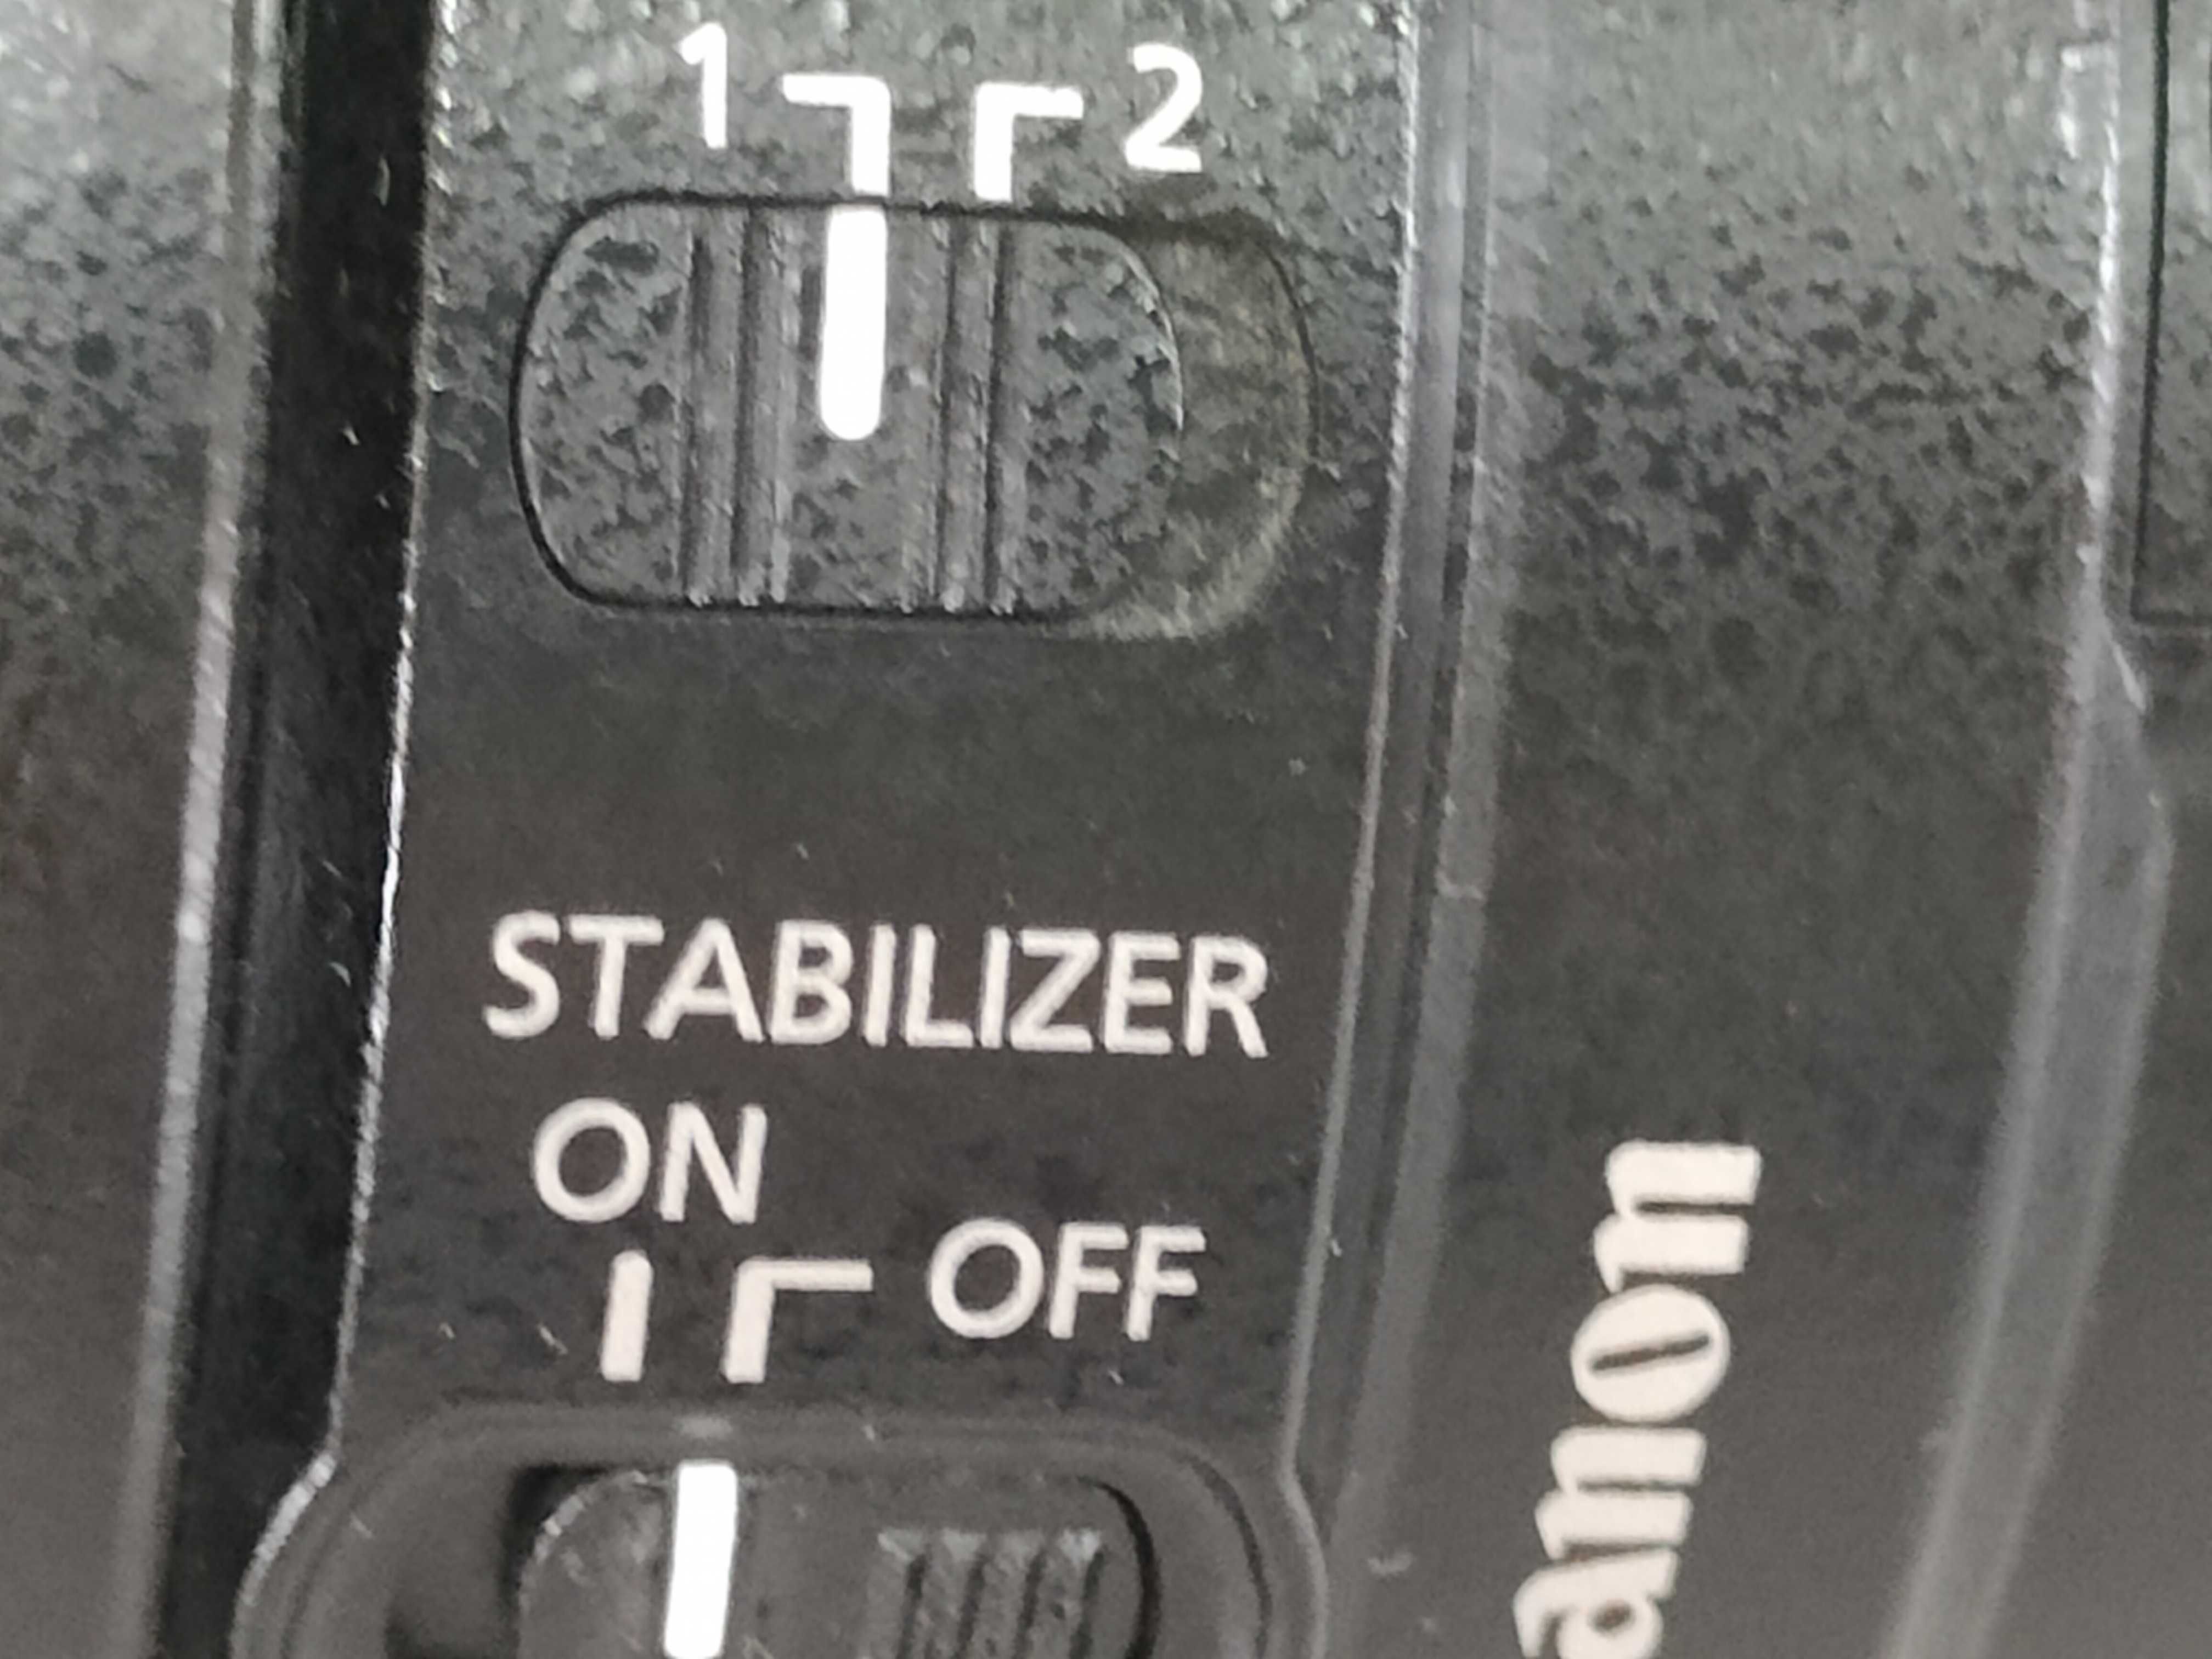 1 2
STABILIZER
ON
OFF
anon